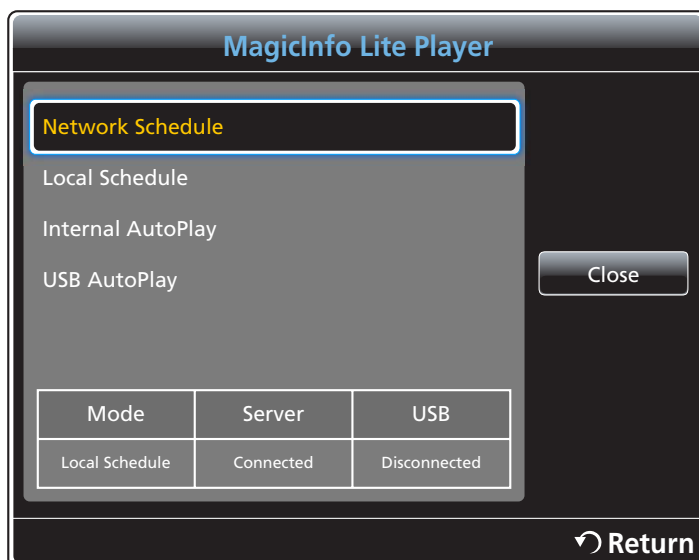 MagicInfo Lite Player
Network Schedule
Local Schedule
Internal AutoPlay
USB AutoPlay
Close
Mode Server USB
Local Schedule Connected Disconnected
Return